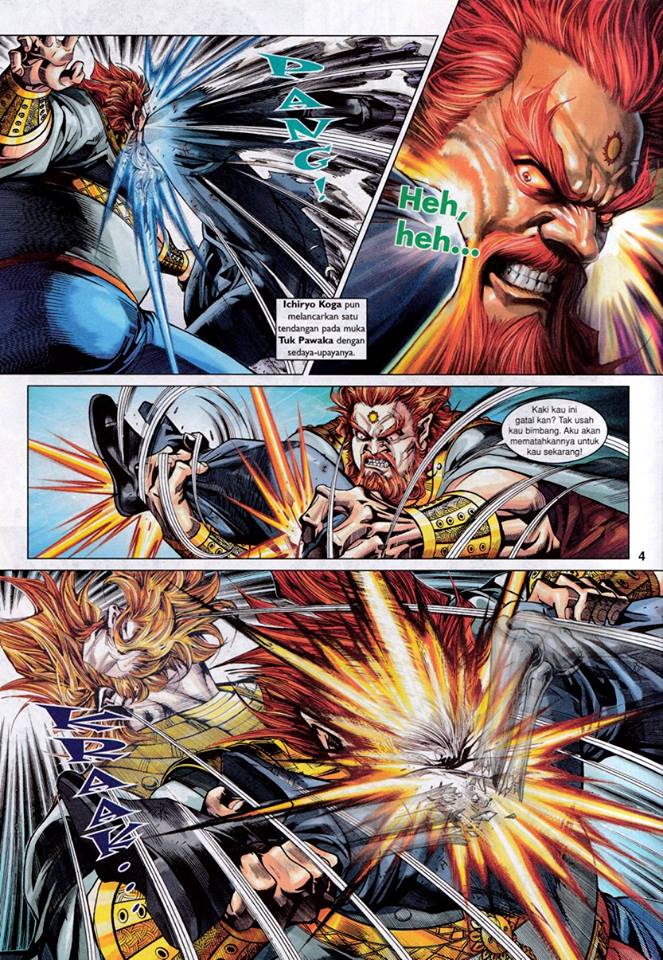 PANG!
Heh,
heh...
Ichiryo Koga pun
melancarkan satu
tendangan pada muka
Tuk Pawaka dengan
sedaya-upayanya.
Kaki kau ini
gatal kan? Tak usah
kau bimbang. Aku akan
mematahkannya untuk
kau sekarang!
4
KRAAK...